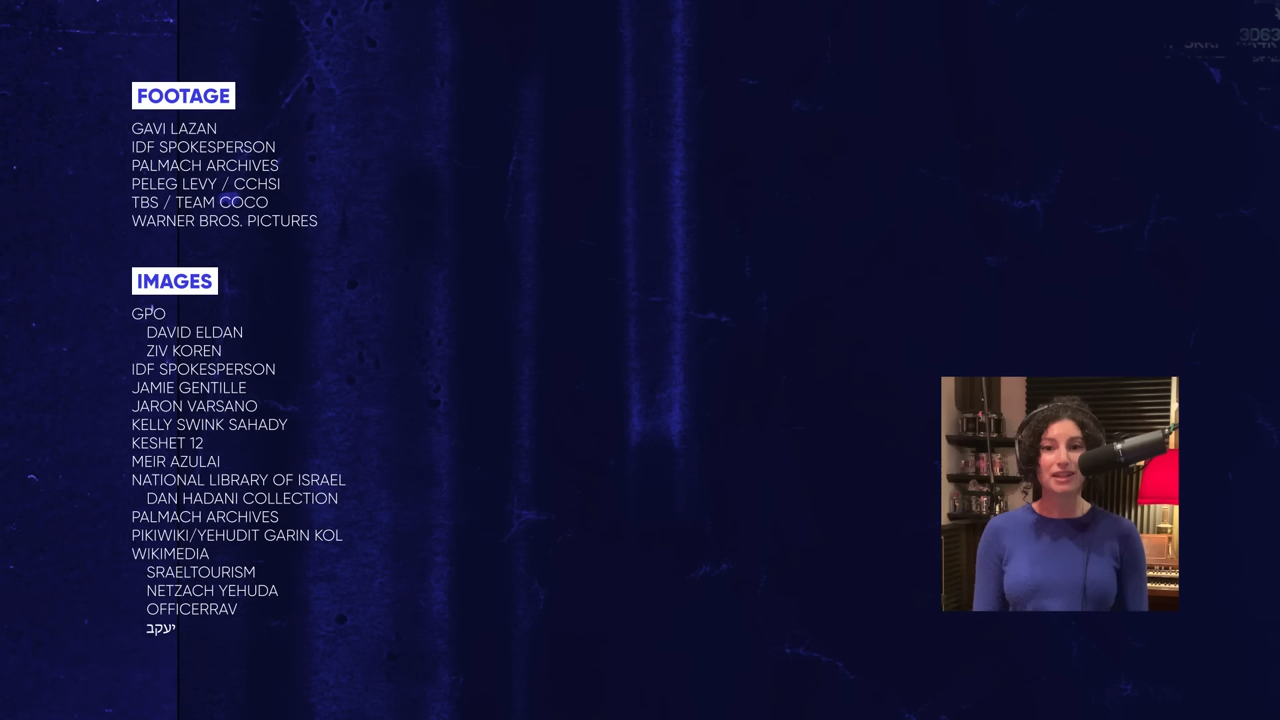 FOOTAGE
GAVI LAZAN
IDF SPOKESPERSON
PALMACH ARCHIVES
PELEG LEVY / CCHSI
TBS / TEAM COCO
WARNER BROS. PICTURES
IMAGES
GPO
DAVID ELDAN
ZIV KOREN
IDF SPOKESPERSON
JAMIE GENTILLE
JARON VARSANO
KELLY SWINK SAHADY
KESHET 12
MEIR AZULAI
NATIONAL LIBRARY OF ISRAEL
DAN HADANI COLLECTION
PALMACH ARCHIVES
PIKIWIKI/YEHUDIT GARIN KOL
WIKIMEDIA
SRAELTOURISM
NETZACH YEHUDA
OFFICERRAV
יעקב
3D63